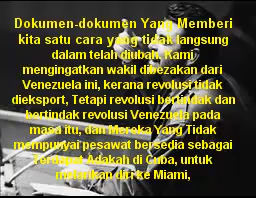 Dokumen-dokumen Yang Memberi
kita satu cara yang tidak langsung
dalam telah diubah. Kami
mengingatkan wakil dibezakan dari
Venezuela ini, kerana revolusi tidak
dieksport, Tetapi revolusi bertindak dan
bertindak revolusi Venezuela pada
masa itu, dan Mereka Yang Tidak
mempunyai pesawat bersedia sebagai
Terdapat Adakah di Cuba, untuk
melarikan diri ke Miami,